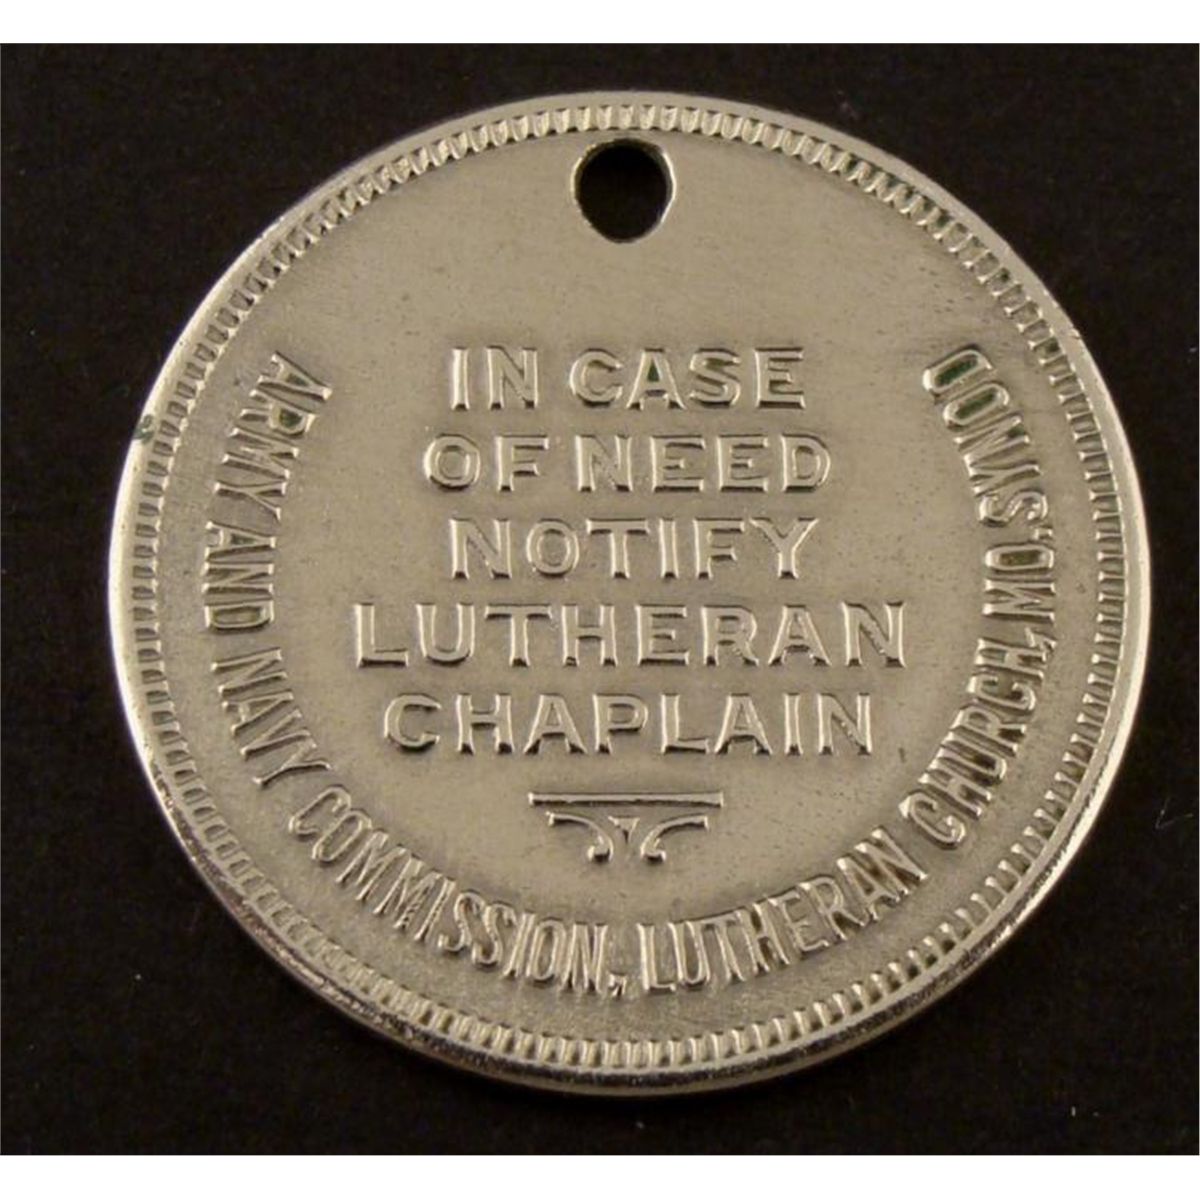 IN CASE
OF NEED
NOTIFY
LUTHERAN
CHAPLAIN
ARMY AND NAVY COMMISSION, LUTHERAN CHURCH, MO. SYNOD